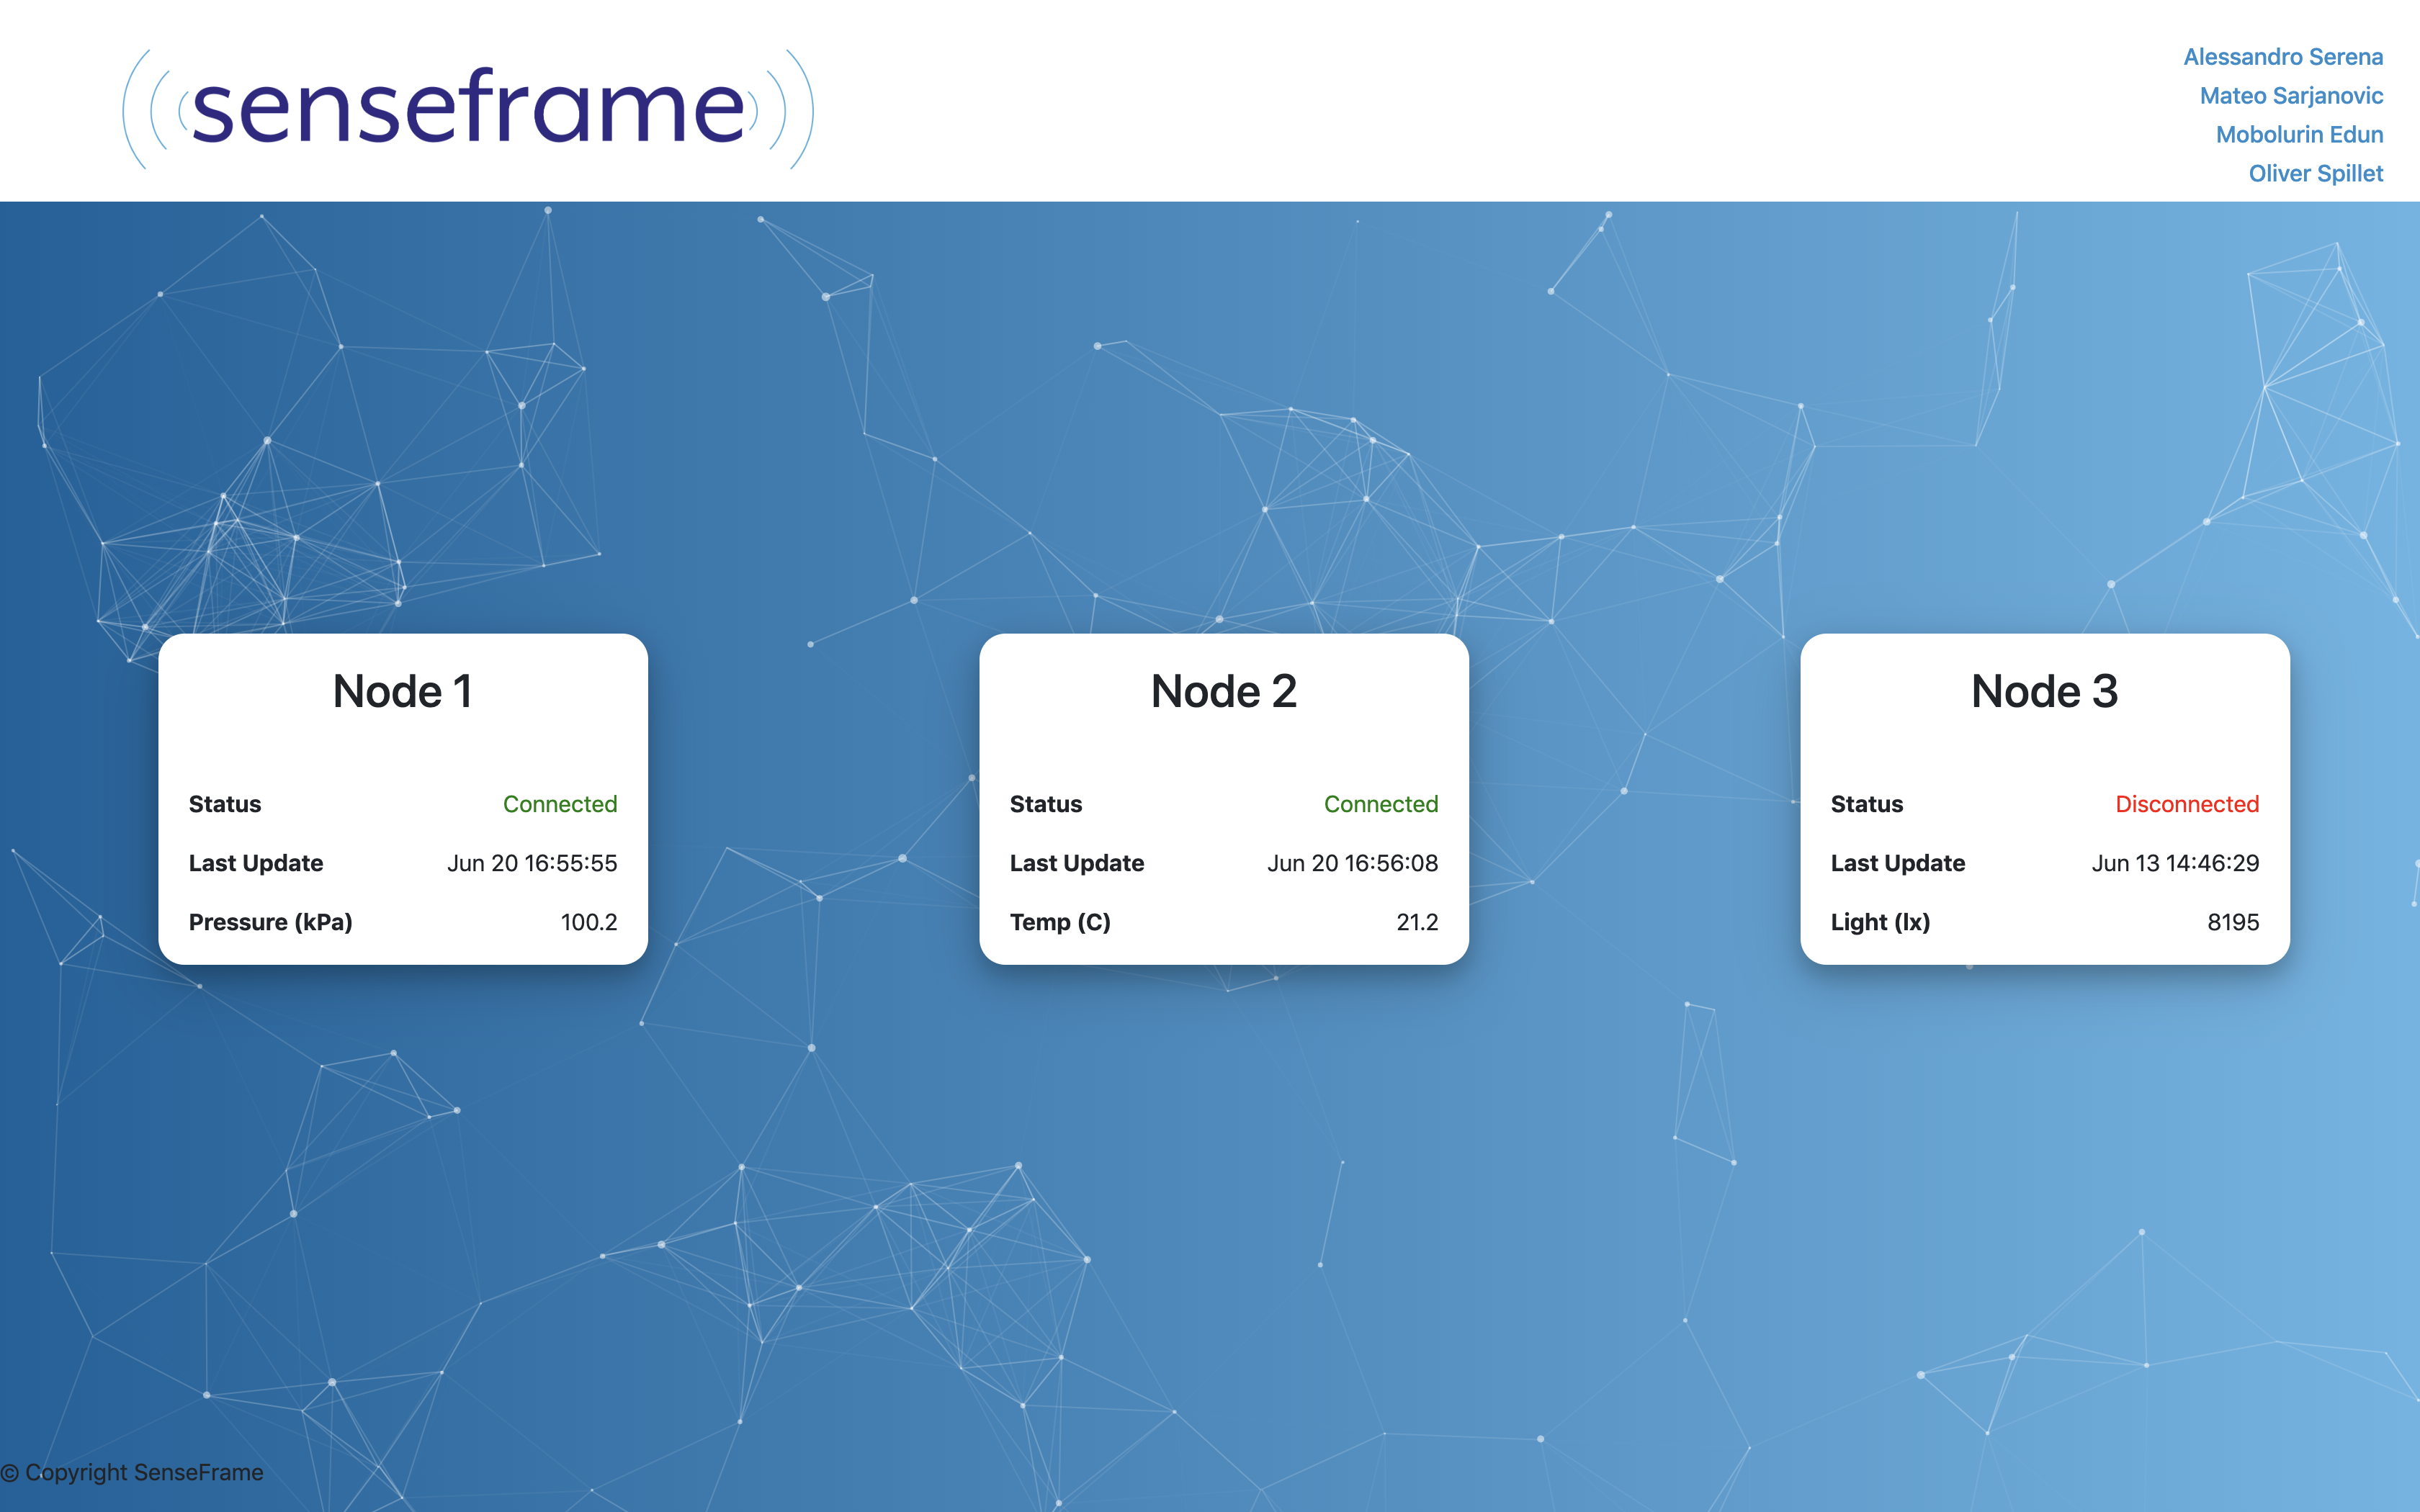 senseframe
Alessandro Serena
Mateo Sarjanovic
Mobolurin Edun
Oliver Spillet
Node 1
Status Connected
Last Update Jun 20 16:55:55
Pressure (kPa) 100.2
Node 2
Status Connected
Last Update Jun 20 16:56:08
Temp (C) 21.2
Node 3
Status Disconnected
Last Update Jun 13 14:46:29
Light (lx) 8195
© Copyright SenseFrame